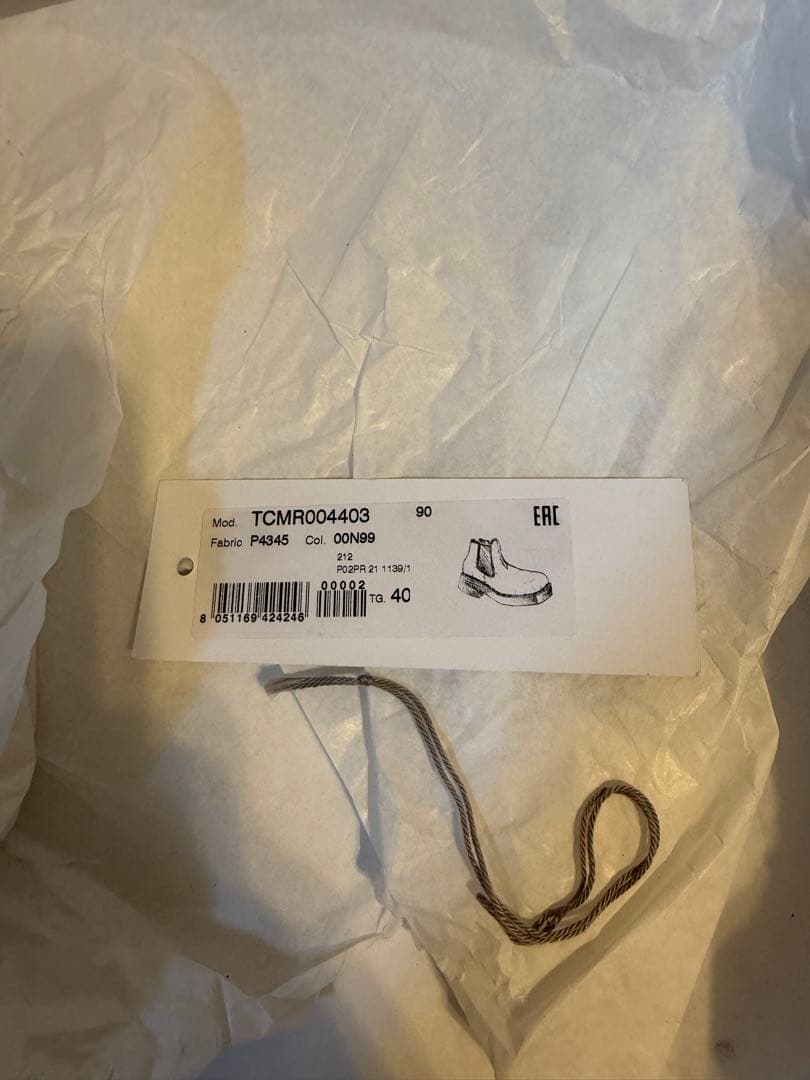 Mod. TCMR004403 90 EAC
Fabric P4345 Col. 00N99
212
P02PR 21 1139/1
00002
TG. 40
8 051169 424246